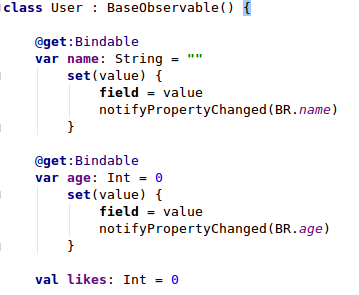 class User : BaseObservable() {
@get:Bindable
var name: String = ""
set(value) {
field = value
notifyPropertyChanged(BR.name)
}
@get:Bindable
var age: Int = 0
set(value) {
field = value
notifyPropertyChanged(BR.age)
}
val likes: Int = 0